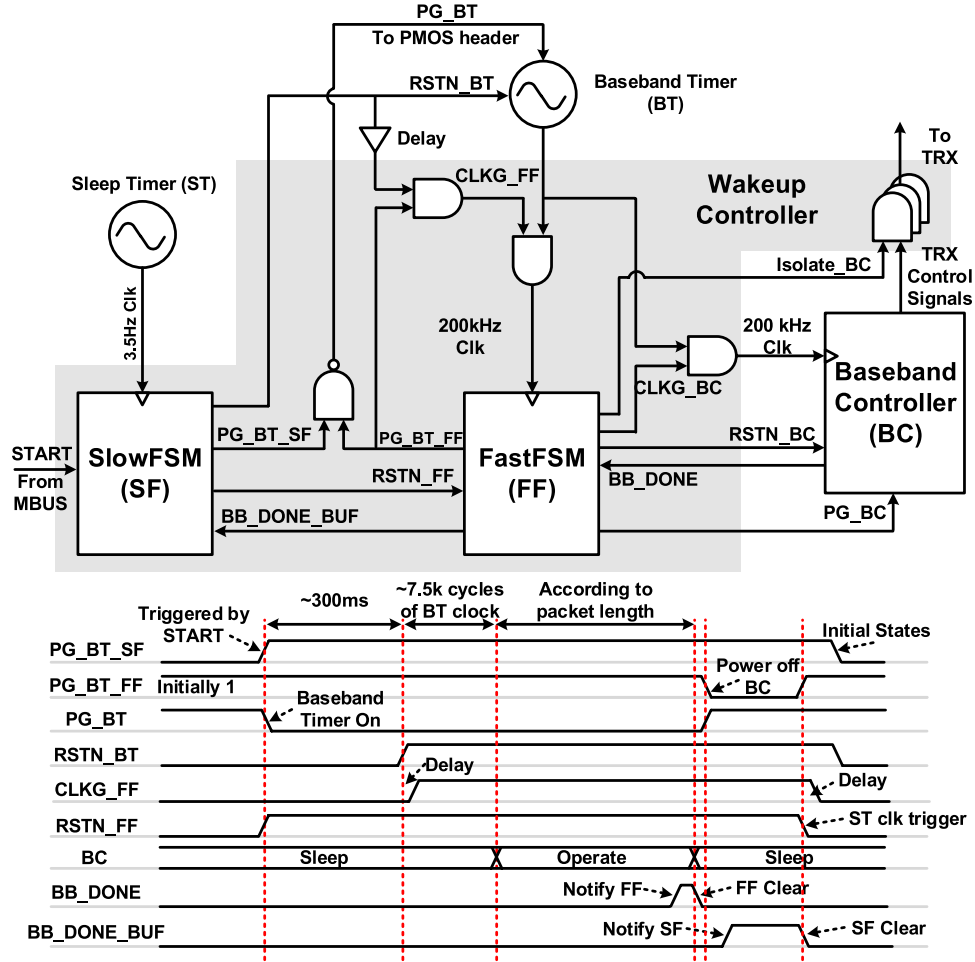 PG_BT
To PMOS header
RSTN_BT
Baseband Timer
(BT)
Delay
To
TRX
Sleep Timer (ST)
CLKG_FF
Wakeup
Controller
3.5Hz Clk
Isolate_BC
TRX
Control
Signals
200kHz
Clk
200 kHz
Clk
CLKG_BC
Baseband
Controller
(BC)
START
From
MBUS
SlowFSM
(SF)
PG_BT_SF
PG_BT_FF
FastFSM
(FF)
RSTN_BC
BB_DONE
RSTN_FF
BB_DONE_BUF
PG_BC
Triggered by
START
~300ms
~7.5k cycles
of BT clock
According to
packet length
PG_BT_SF
Initial States
PG_BT_FF
Initially 1
Power off
BC
PG_BT
Baseband
Timer On
RSTN_BT
CLKG_FF
Delay
Delay
RSTN_FF
ST clk trigger
BC
Sleep
Operate
Sleep
BB_DONE
Notify FF
FF Clear
BB_DONE_BUF
Notify SF
SF Clear